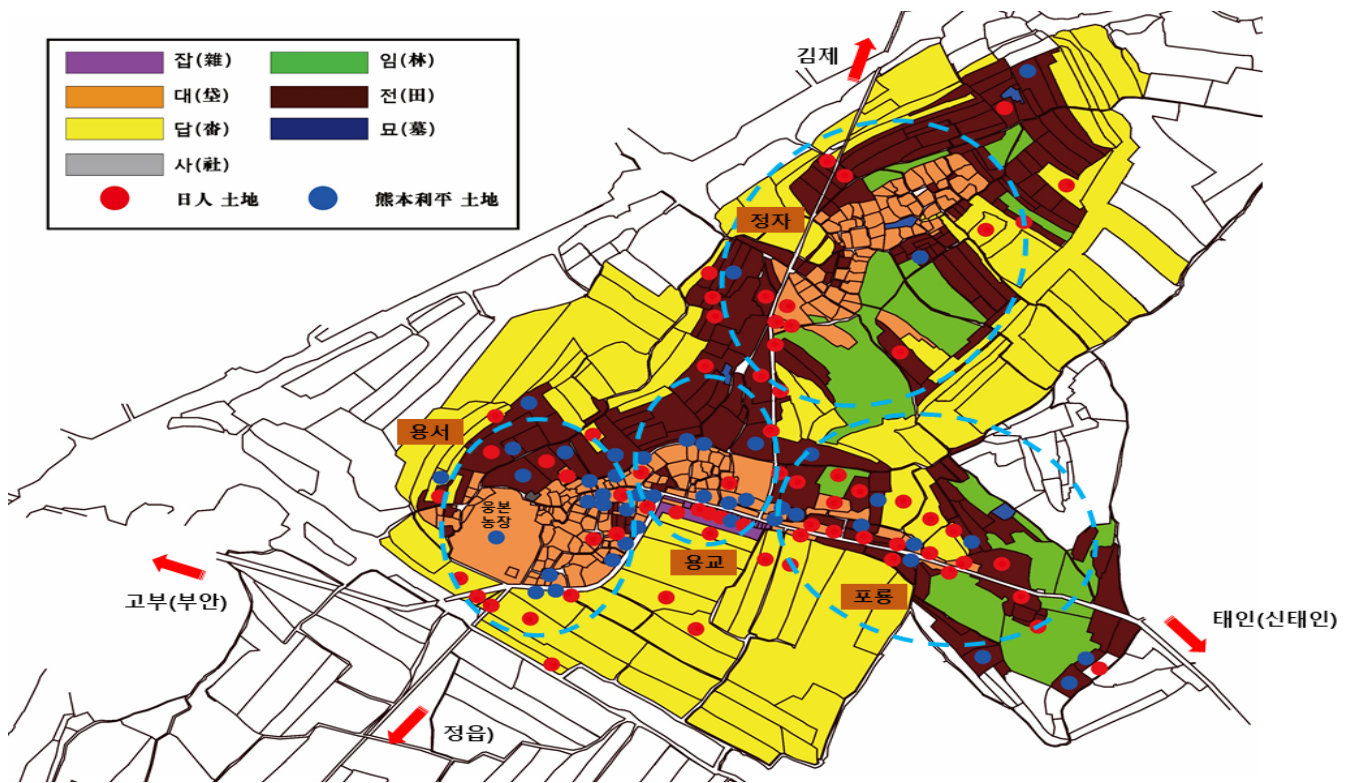 잡(雜)
임(林)
대(垈)
전(田)
답(畓)
묘(墓)
사(社)
日人 土地
熊本利平 土地
김제
정자
용서
웅본
농장
용교
포룡
고부(부안)
태인(신태인)
정읍)